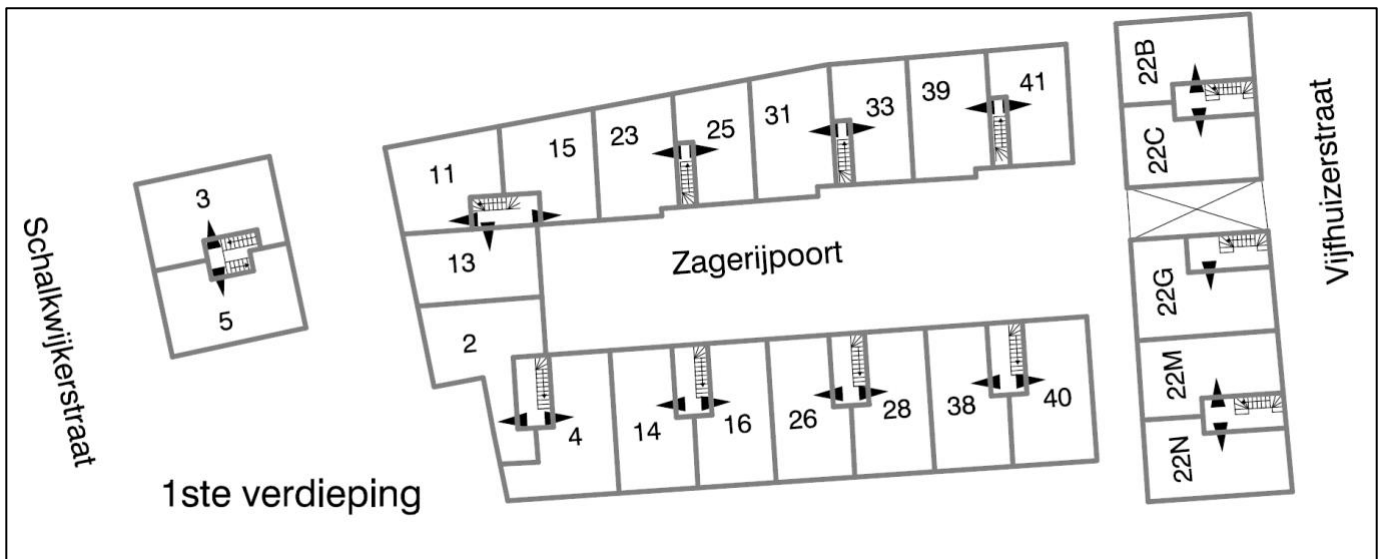 Schalkwijkerstraat
3
5
11
15
23
25
31
33
39
41
13
2
Zagerijpoort
4
14
16
26
28
38
40
22B
22C
22G
22M
22N
Vijfhuizerstraat
1ste verdieping